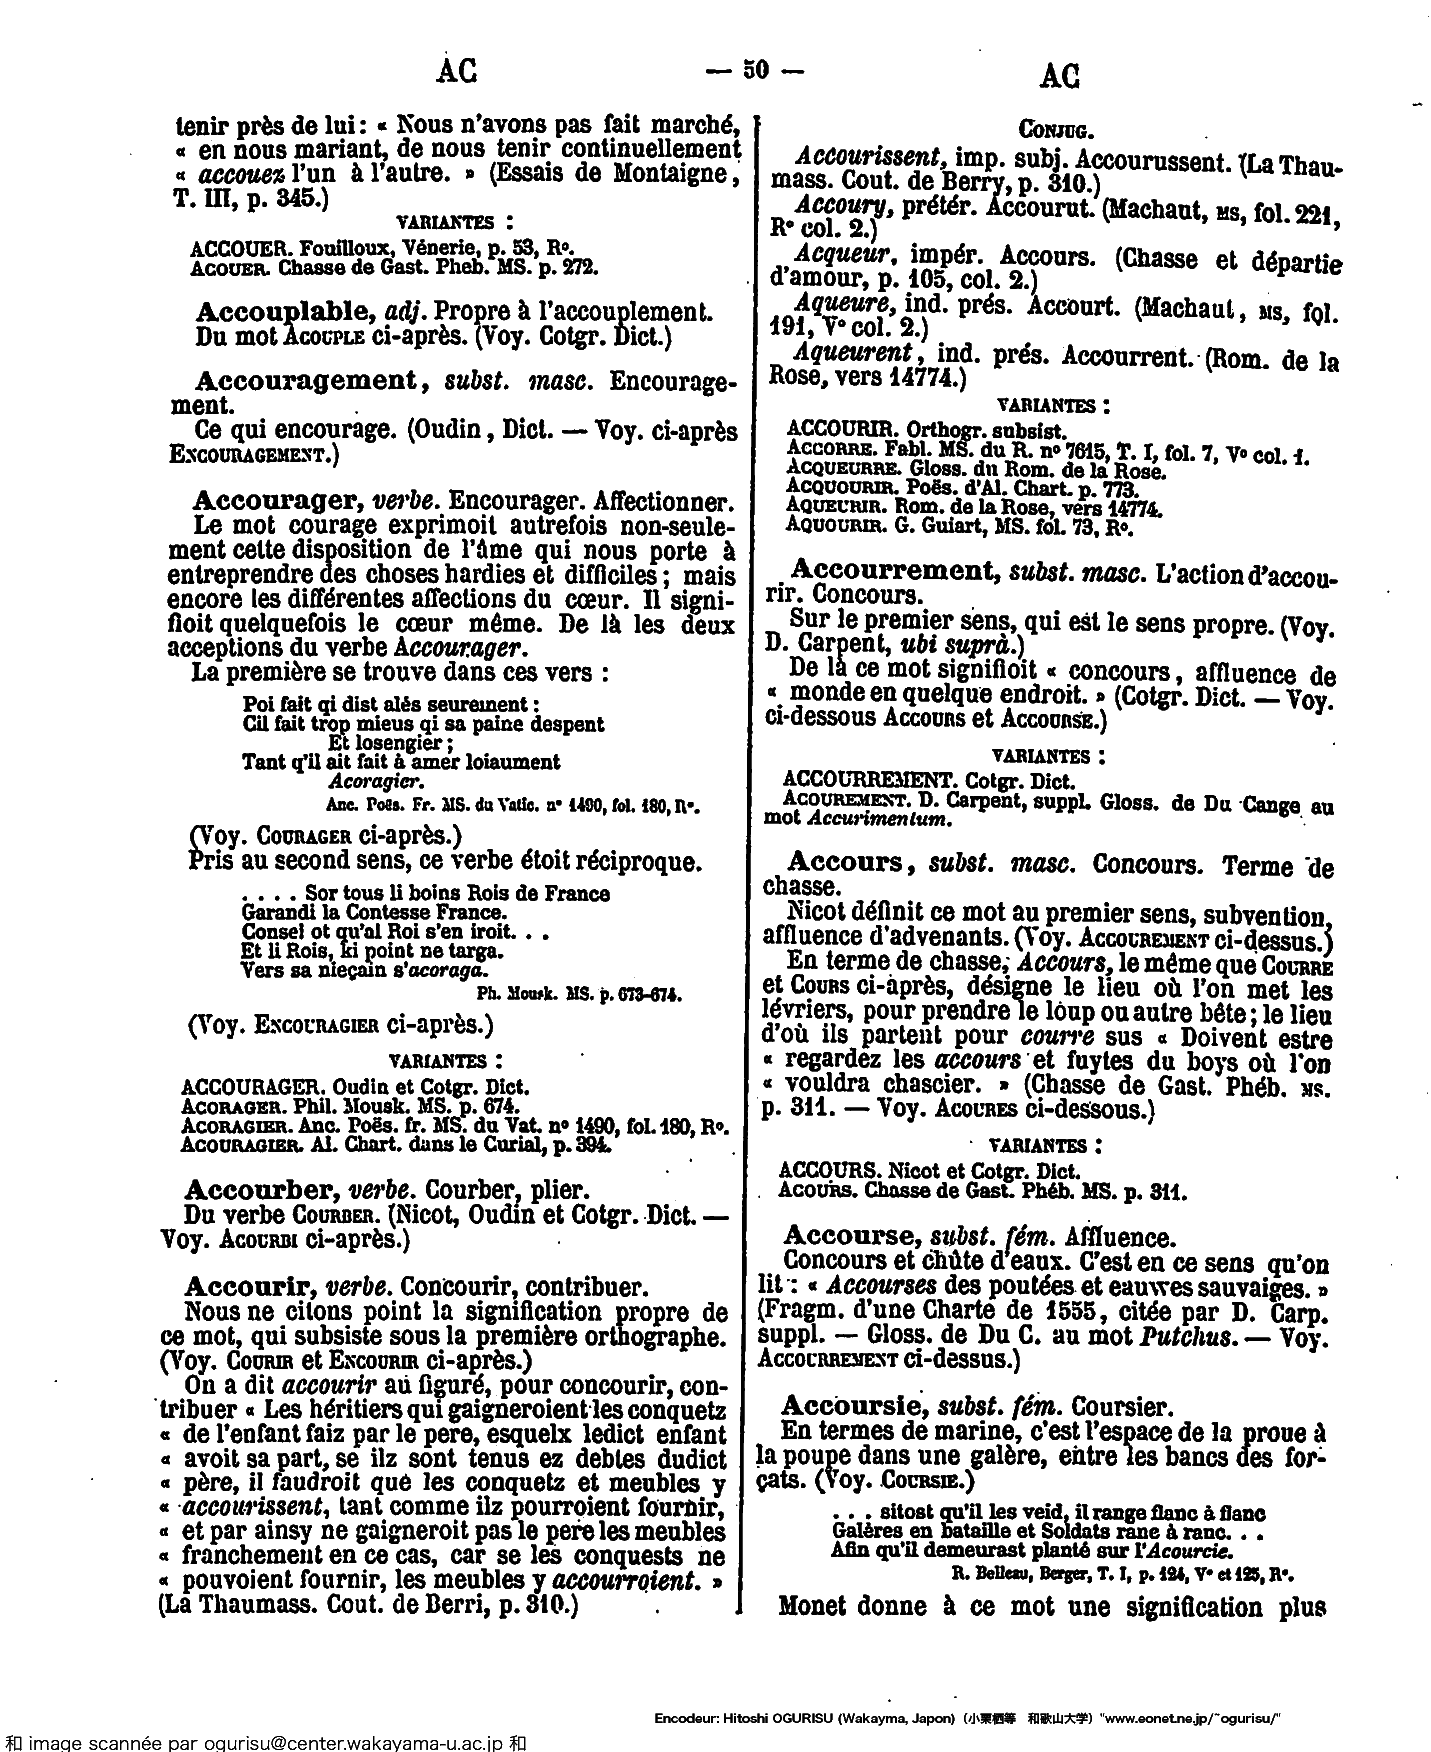 AC
— 50 —
AC
tenir près de lui : « Nous n'avons pas fait marché,
« en nous mariant, de nous tenir continuellement
« accouez l'un à l'autre. » (Essais de Montaigne,
T. III, p. 345.)
VARIANTES :
ACCOUER. Fouilloux, Vénerie, p. 53, Rº.
ACOUER. Chasse de Gast. Pheb. MS. p. 272.
Accouplable, adj. Propre à l'accouplement.
Du mot ACOUPLE ci-après. (Voy. Cotgr. Dict.)
Accouragement, subst. masc. Encourage-
ment.
Ce qui encourage. (Oudin, Dict. — Voy. ci-après
ENCOURAGEMENT.)
Accourager, verbe. Encourager. Affectionner.
Le mot courage exprimoit autrefois non-seule-
ment cette disposition de l'âme qui nous porte à
entreprendre des choses hardies et difficiles ; mais
encore les différentes affections du cœur. Il signi-
fioit quelquefois le cœur même. De là les deux
acceptions du verbe Accourager.
La première se trouve dans ces vers :
Poi fait qi dist alés seurement :
Cil fait trop mieus qi sa paine despent
Et losengier ;
Tant q'il ait fait à amer loiaument
Acoragier.
Anc. Poës. Fr. MS. du Vatic. nº 1490, fol. 180, Rº.
(Voy. COURAGER ci-après.)
Pris au second sens, ce verbe étoit réciproque.
. . . . Sor tous li boins Rois de France
Garandi la Contesse France.
Consel ot qu'al Roi s'en iroit. . .
Et li Rois, ki point ne targa.
Vers sa nieçain s'acoraga.
Ph. Mousk. MS. p. 673-674.
(Voy. ENCOURAGIER ci-après.)
VARIANTES :
ACCOURAGER. Oudin et Cotgr. Dict.
ACORAGER. Phil. Mousk. MS. p. 674.
ACORAGIER. Anc. Poës. fr. MS. du Vat. nº 1490, fol. 180, Rº.
ACOURAGIER. Al. Chart. dans le Curial, p. 394.
Accourber, verbe. Courber, plier.
Du verbe COURBER. (Nicot, Oudin et Cotgr. Dict. —
Voy. ACOURBI ci-après.)
Accourir, verbe. Concourir, contribuer.
Nous ne citons point la signification propre de
ce mot, qui subsiste sous la première orthographe.
(Voy. COURIR et ENCOURIR ci-après.)
On a dit accourir au figuré, pour concourir, con-
tribuer « Les héritiers qui gaigneroient les conquetz
« de l'enfant faiz par le pere, esquelx ledict enfant
« avoit sa part, se ilz sont tenus ez debtes dudict
« père, il faudroit que les conquetz et meubles y
« accourissent, tant comme ilz pourroient fournir,
« et par ainsy ne gaigneroit pas le pere les meubles
« franchement en ce cas, car se les conquests ne
« pouvoient fournir, les meubles y accourroient. »
(La Thaumass. Cout. de Berri, p. 310.)
CONJUG.
Accourissent, imp. subj. Accourussent. (La Thau-
mass. Cout. de Berry, p. 310.)
Accoury, prétér. Accourut. (Machaut, MS, fol. 221,
Rº col. 2.)
Acqueur, impér. Accours. (Chasse et départie
d'amour, p. 105, col. 2.)
Aqueure, ind. prés. Accourt. (Machaut, MS, fol.
191, Vº col. 2.)
Aqueurent, ind. prés. Accourrent. (Rom. de la
Rose, vers 14774.)
VARIANTES :
ACCOURIR. Orthogr. subsist.
ACCORRE. Fabl. MS. du R. nº 7615, T. I, fol. 7, Vº col. 1.
ACQUEURRE. Gloss. du Rom. de la Rose.
ACQUOURIR. Poës. d'Al. Chart. p. 773.
AQUEURIR. Rom. de la Rose, vers 14774.
AQUOURIR. G. Guiart, MS. fol. 73, Rº.
Accourrement, subst. masc. L'action d'accou-
rir. Concours.
Sur le premier sens, qui est le sens propre. (Voy.
D. Carpent, ubi suprà.)
De là ce mot signifioit « concours, affluence de
« monde en quelque endroit. » (Cotgr. Dict. — Voy.
ci-dessous ACCOURS et ACCOURSE.)
VARIANTES :
ACCOURREMENT. Cotgr. Dict.
ACOUREMENT. D. Carpent, suppl. Gloss. de Du Cange au
mot Accurimentum.
Accours, subst. masc. Concours. Terme de
chasse.
Nicot définit ce mot au premier sens, subvention,
affluence d'advenants. (Voy. ACCOUREMENT ci-dessus.)
En terme de chasse, Accours, le même que COURRE
et COURS ci-après, désigne le lieu où l'on met les
lévriers, pour prendre le loup ou autre bête ; le lieu
d'où ils partent pour courre sus « Doivent estre
« regardez les accours et fuytes du boys où l'on
« vouldra chascier. » (Chasse de Gast. Phéb. MS.
p. 311. — Voy. ACOURES ci-dessous.)
VARIANTES :
ACCOURS. Nicot et Cotgr. Dict.
ACOURS. Chasse de Gast. Phéb. MS. p. 311.
Accourse, subst. fém. Affluence.
Concours et chûte d'eaux. C'est en ce sens qu'on
lit : « Accourses des poutées et eauwes sauvaiges. »
(Fragm. d'une Charte de 1555, citée par D. Carp.
suppl. — Gloss. de Du C. au mot Putchus. — Voy.
ACCOURREMENT ci-dessus.)
Accoursie, subst. fém. Coursier.
En termes de marine, c'est l'espace de la proue à
la poupe dans une galère, entre les bancs des for-
çats. (Voy. COURSIE.)
. . . sitost qu'il les veid, il range flanc à flanc
Galères en bataille et Soldats ranc à ranc. . .
Afin qu'il demeurast planté sur l'Acourcie.
R. Belleau, Berger, T. I, p. 124, Vº et 125, Rº.
Monet donne à ce mot une signification plus
Encodeur: Hitoshi OGURISU (Wakayma, Japon) (小栗栖等 和歌山大学) "www.eonet.ne.jp/~ogurisu/"
和 image scannée par ogurisu@center.wakayama-u.ac.jp 和